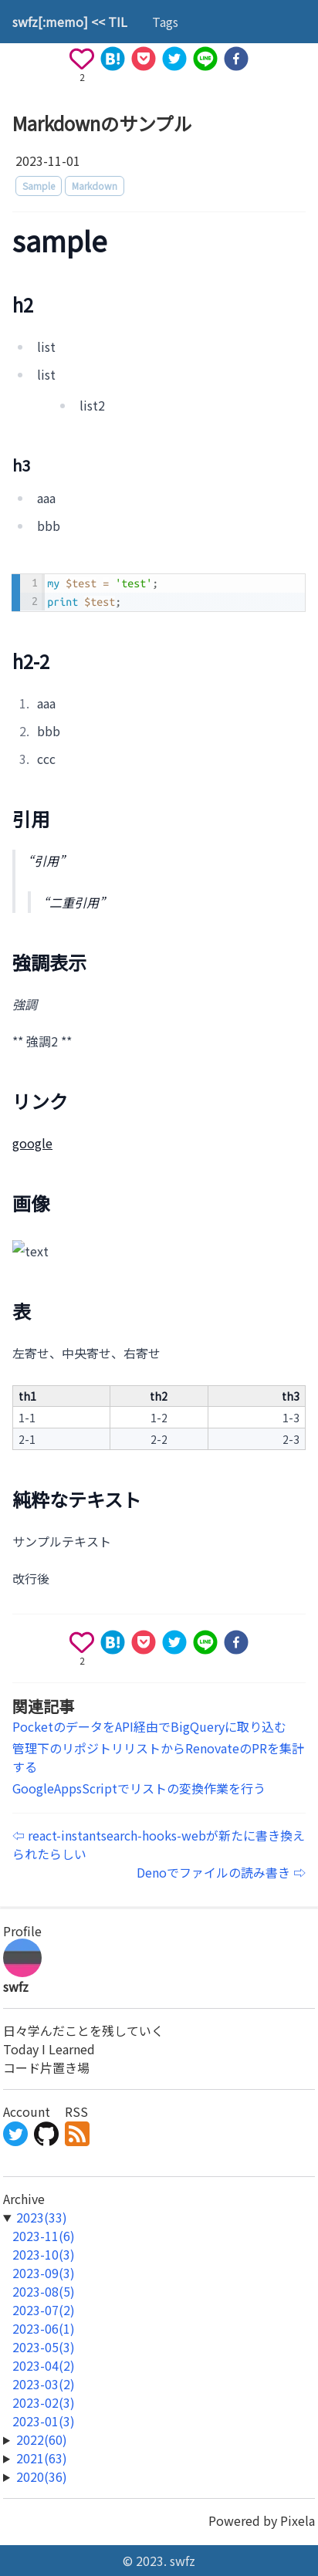 swfz[:memo] << TIL Tags
B!
LINE
2
Markdownのサンプル
2023-11-01
Sample Markdown
sample
h2
list
list
list2
h3
aaa
bbb
1 my $test = 'test';
2 print $test;
h2-2
1. aaa
2. bbb
3. ccc
引用
“引用”
“二重引用”
強調表示
強調
** 強調2 **
リンク
google
画像
text
表
左寄せ、中央寄せ、右寄せ
th1 th2 th3
1-1 1-2 1-3
2-1 2-2 2-3
純粋なテキスト
サンプルテキスト
改行後
B!
LINE
2
関連記事
PocketのデータをAPI経由でBigQueryに取り込む
管理下のリポジトリリストからRenovateのPRを集計
する
GoogleAppsScriptでリストの変換作業を行う
⇦ react-instantsearch-hooks-webが新たに書き換え
られたらしい
Denoでファイルの読み書き ⇨
Profile
swfz
日々学んだことを残していく
Today I Learned
コード片置き場
Account RSS
Archive
▼ 2023(33)
2023-11(6)
2023-10(3)
2023-09(3)
2023-08(5)
2023-07(2)
2023-06(1)
2023-05(3)
2023-04(2)
2023-03(2)
2023-02(3)
2023-01(3)
▶ 2022(60)
▶ 2021(63)
▶ 2020(36)
Powered by Pixela
© 2023. swfz